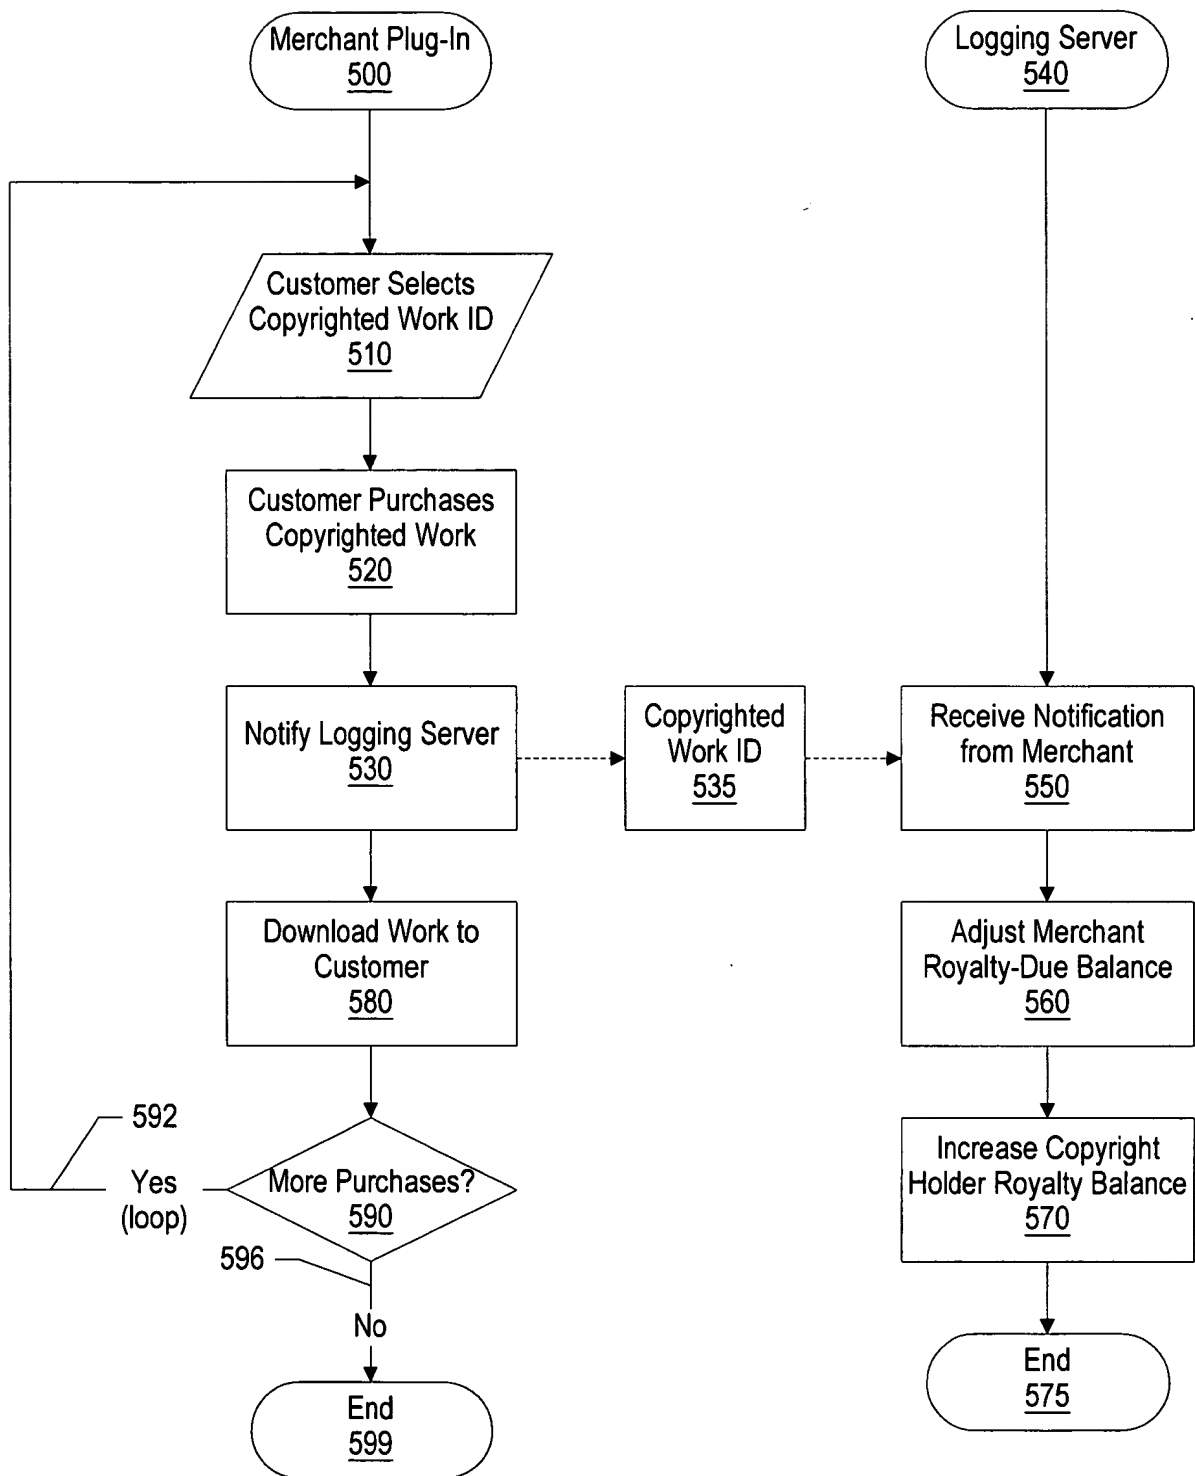 Merchant Plug-In
500
Logging Server
540
Customer Selects
Copyrighted Work ID
510
Customer Purchases
Copyrighted Work
520
Notify Logging Server
530
Copyrighted
Work ID
535
Receive Notification
from Merchant
550
Download Work to
Customer
580
Adjust Merchant
Royalty-Due Balance
560
592
Yes
(loop)
More Purchases?
590
Increase Copyright
Holder Royalty Balance
570
596
No
End
599
End
575